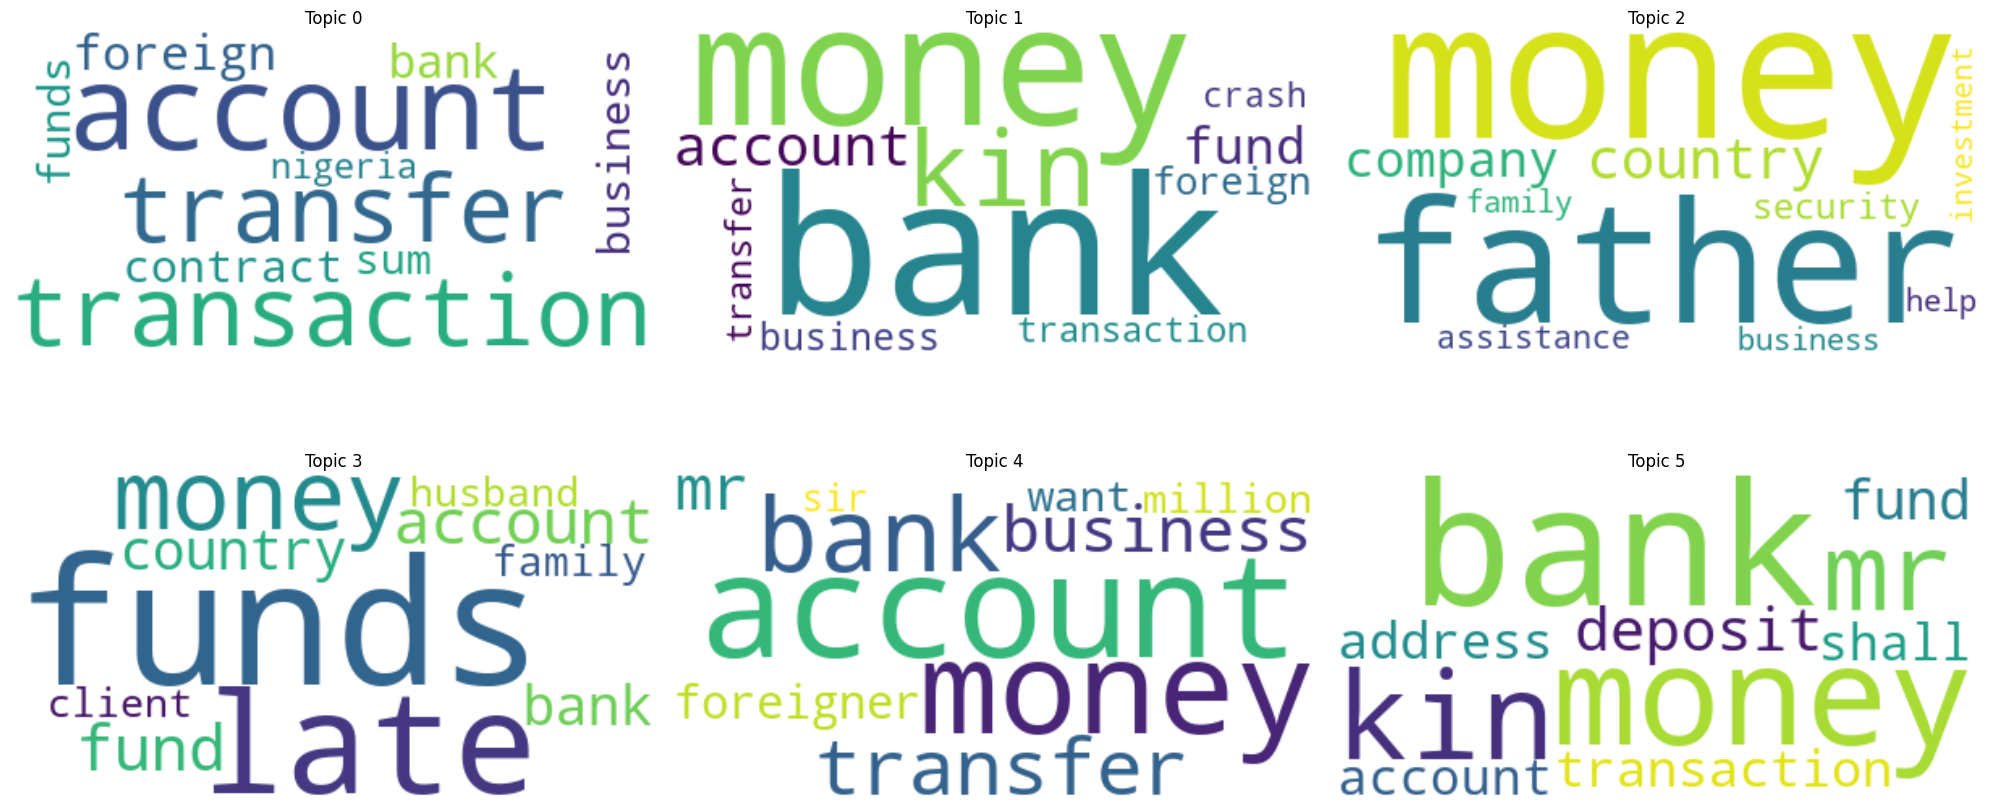 Topic 0
foreign
bank
funds
account
business
nigeria
transfer
contract
sum
transaction
Topic 1
money
crash
account
kin
fund
foreign
transfer
bank
business
transaction
Topic 2
money
investment
company
country
family
security
father
help
assistance
business
Topic 3
money
husband
account
country
family
funds
client
late
bank
fund
Topic 4
mr
sir
want
million
bank
business
account
foreigner
money
transfer
Topic 5
bank
fund
mr
address
deposit
shall
kin
money
account
transaction